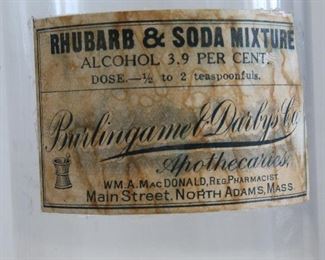 RHUBARB & SODA MIXTURE
ALCOHOL 3.9 PER CENT.
DOSE.—½ to 2 teaspoonfuls.
Burlingame & Darbys Co.
Apothecaries,
WM. A. MACDONALD, REG. PHARMACIST.
Main Street, NORTH ADAMS, MASS.